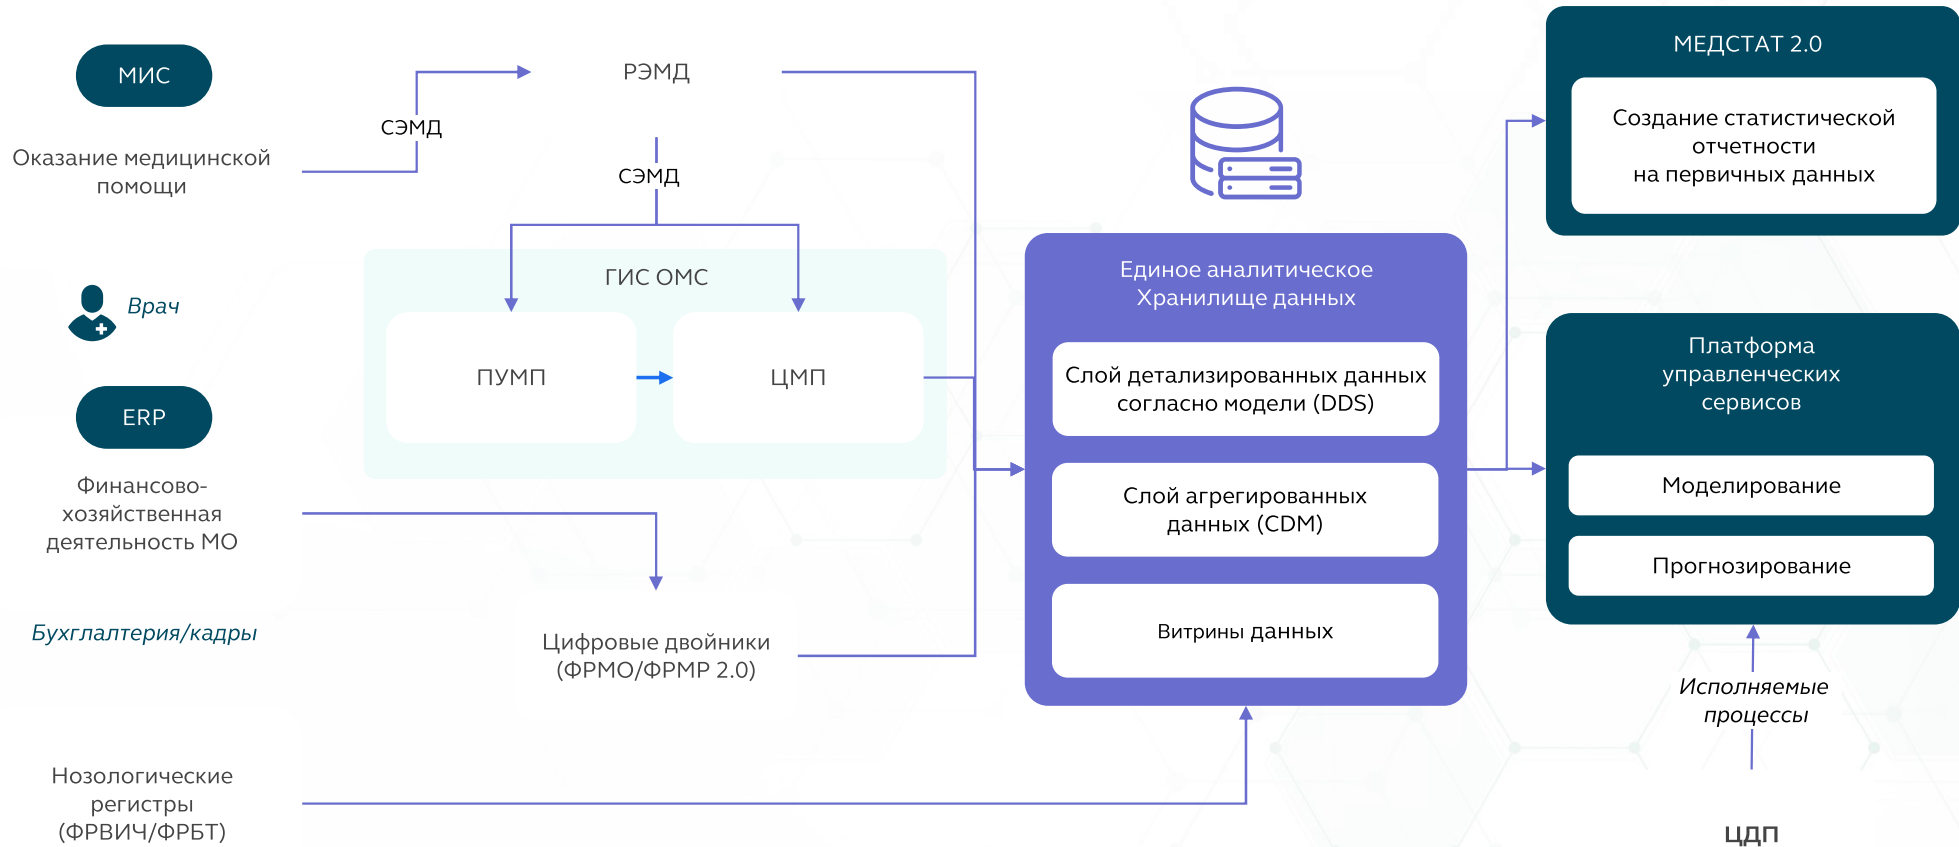 МИС
Оказание медицинской
помощи
Врач
ERP
Финансово-
хозяйственная
деятельность МО
Бухглалтерия/кадры
Нозологические
регистры
(ФРВИЧ/ФРБТ)
СЭМД
РЭМД
СЭМД
ГИС ОМС
ПУМП
ЦМП
Цифровые двойники
(ФРМО/ФРМР 2.0)
Единое аналитическое
Хранилище данных
Слой детализированных данных
согласно модели (DDS)
Слой агрегированных
данных (CDM)
Витрины данных
МЕДСТАТ 2.0
Создание статистической
отчетности
на первичных данных
Платформа
управленческих
сервисов
Моделирование
Прогнозирование
Исполняемые
процессы
ЦДП